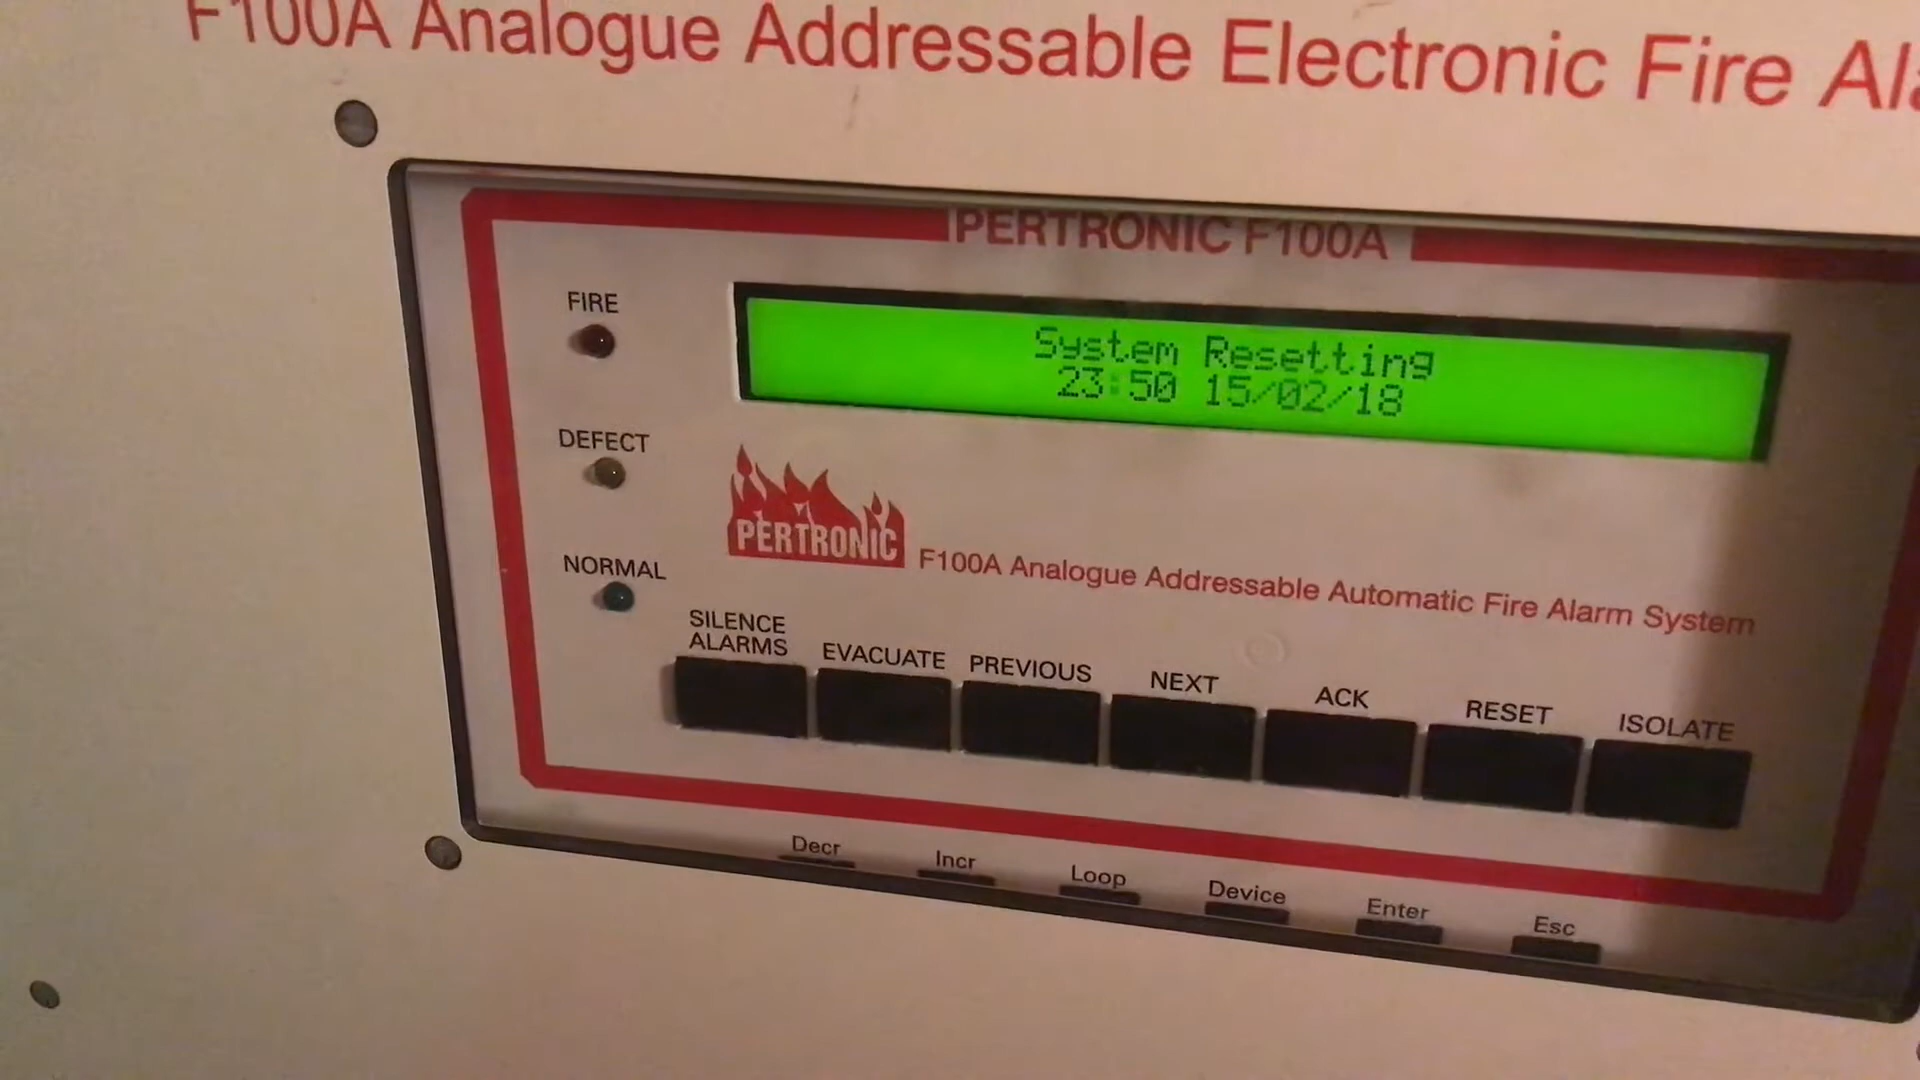 F100A Analogue Addressable Electronic Fire
PERTRONIC F100A
FIRE
System Resetting
23:50 15/02/18
DEFECT
PERTRONIC
F100A Analogue Addressable Automatic Fire Alarm System
NORMAL
SILENCE
ALARMS
EVACUATE
PREVIOUS
NEXT
ACK
RESET
ISOLATE
Decr
Incr
Loop
Device
Enter
Esc